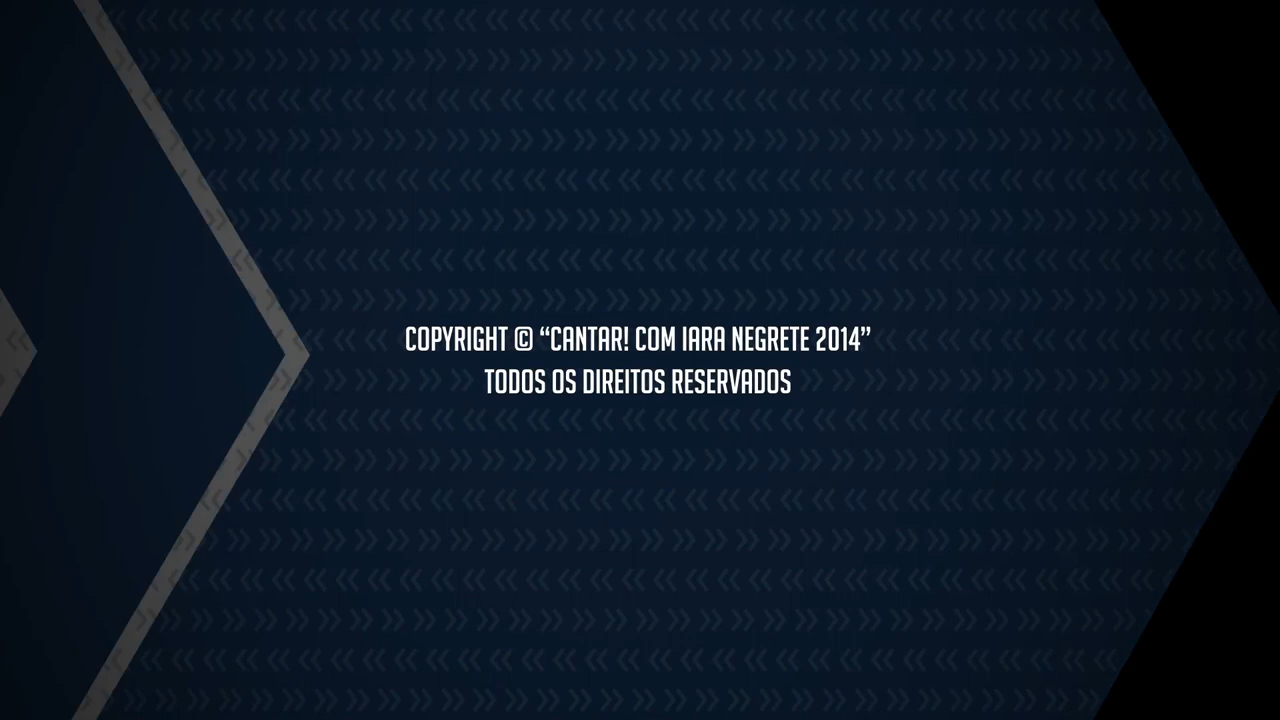 COPYRIGHT © “CANTAR! COM IARA NEGRETE 2014”
TODOS OS DIREITOS RESERVADOS